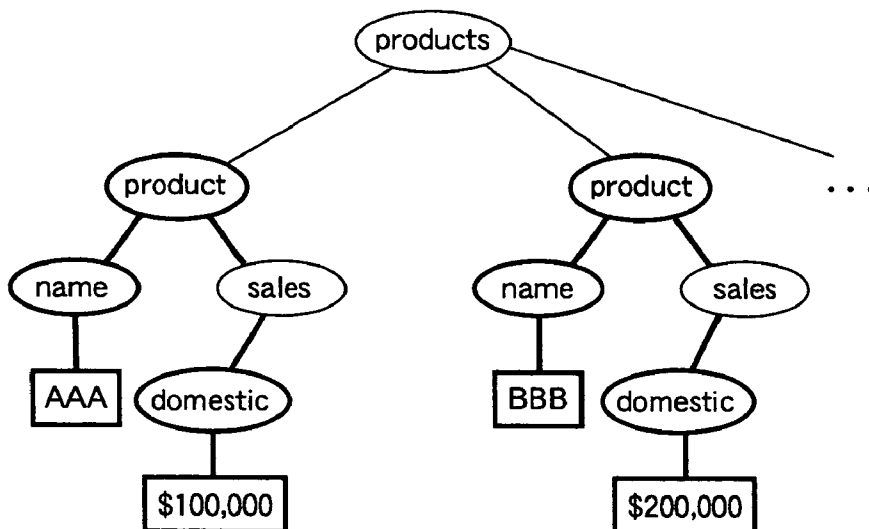 products
product product ...
name sales name sales
AAA domestic BBB domestic
$100,000 $200,000